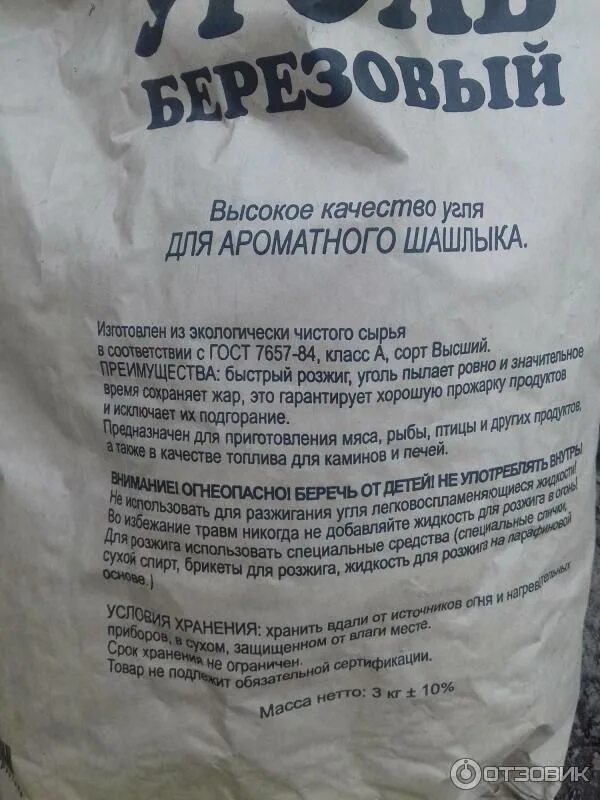 УГОЛЬ
БЕРЕЗОВЫЙ
Высокое качество угля
ДЛЯ АРОМАТНОГО ШАШЛЫКА.
Изготовлен из экологически чистого сырья
в соответствии с ГОСТ 7657-84, класс А, сорт Высший.
ПРЕИМУЩЕСТВА: быстрый розжиг, уголь пылает ровно и значительное
время сохраняет жар, это гарантирует хорошую прожарку продуктов
и исключает их подгорание.
Предназначен для приготовления мяса, рыбы, птицы и других продуктов,
а также в качестве топлива для каминов и печей.
ВНИМАНИЕ! ОГНЕОПАСНО! БЕРЕЧЬ ОТ ДЕТЕЙ! НЕ УПОТРЕБЛЯТЬ ВНУТРЬ!
Не использовать для разжигания угля легковоспламеняющиеся жидкости!
Во избежание травм никогда не добавляйте жидкость для розжига в огонь!
Для розжига использовать специальные средства (специальные спички,
сухой спирт, брикеты для розжига, жидкость для розжига на парафиновой
основе.)
УСЛОВИЯ ХРАНЕНИЯ: хранить вдали от источников огня и нагревательных
приборов, в сухом, защищенном от влаги месте.
Срок хранения не ограничен.
Товар не подлежит обязательной сертификации.
Масса нетто: 3 кг ± 10%
ОТЗОВИК